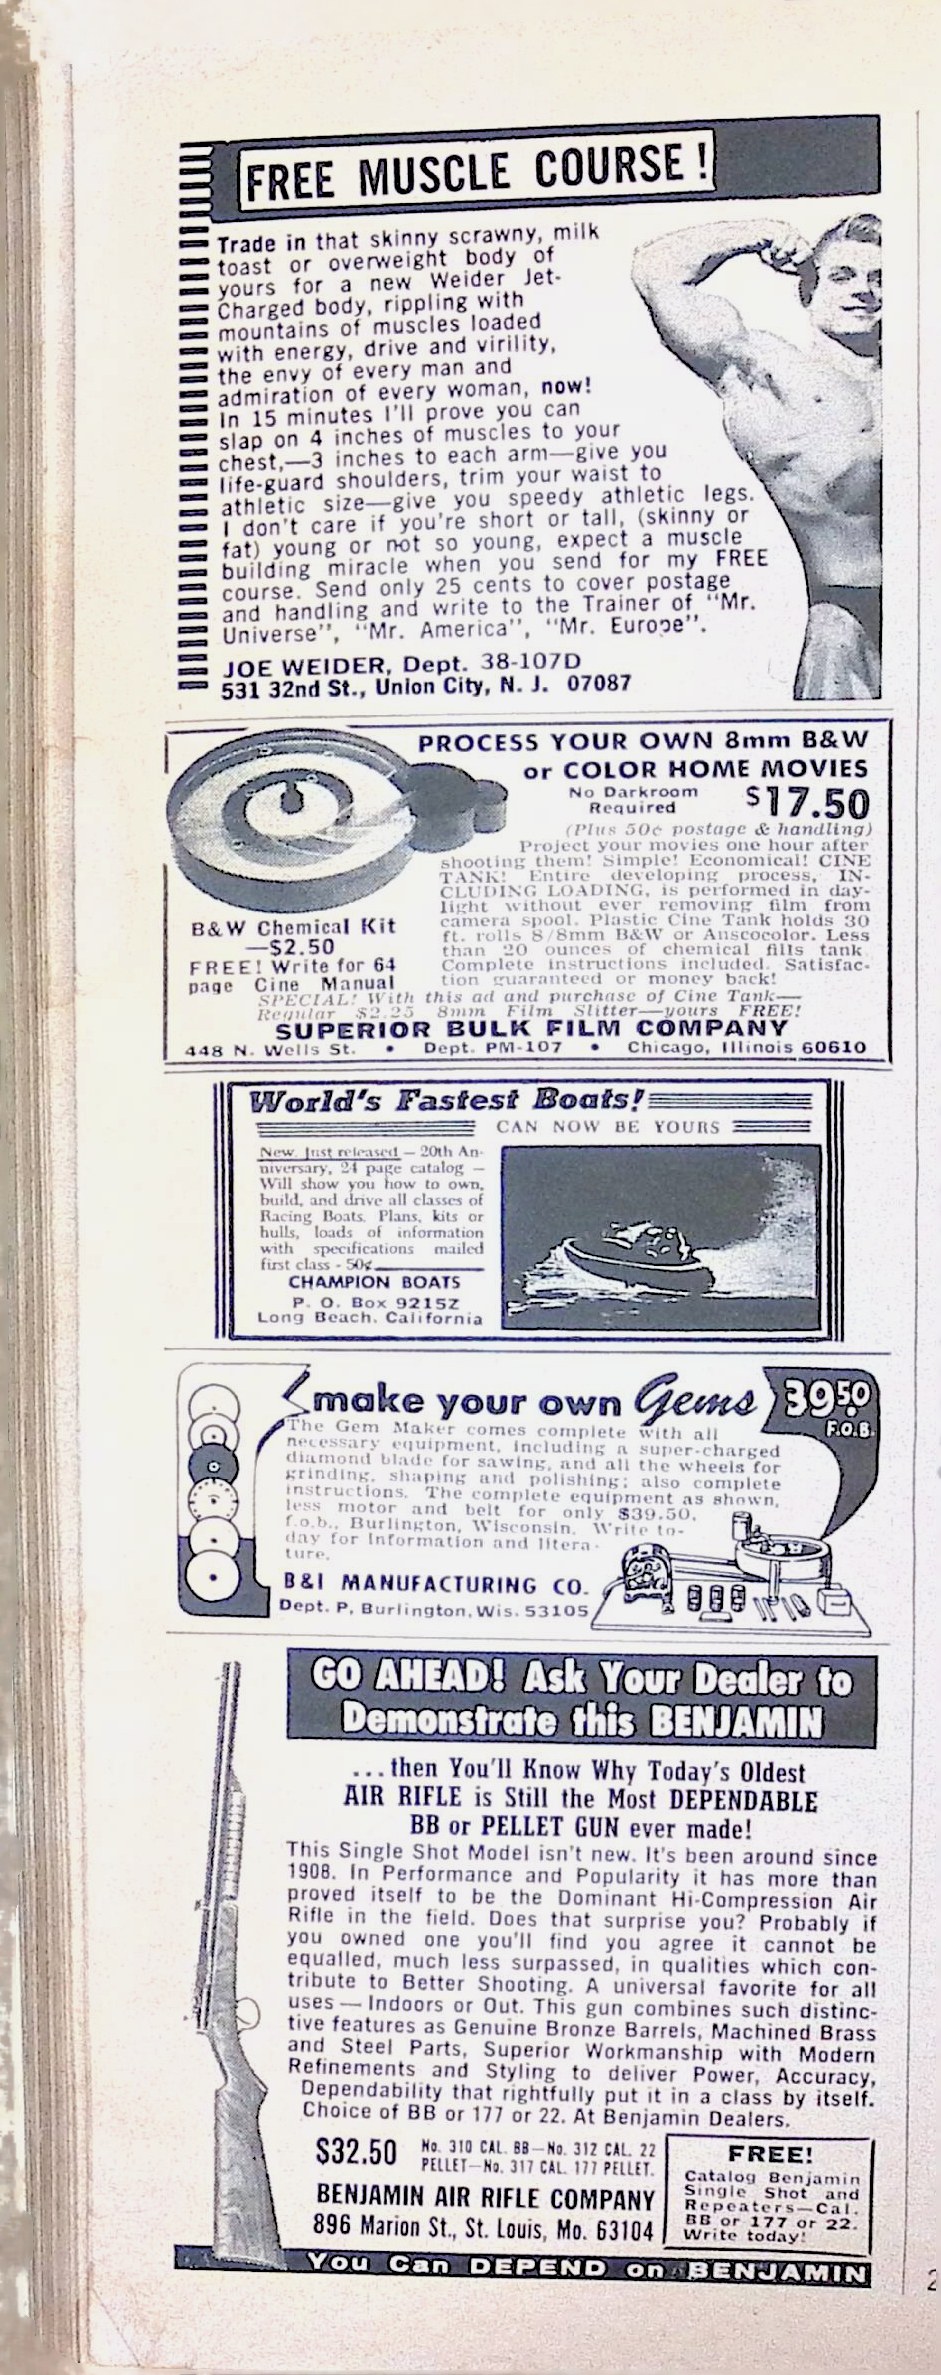 FREE MUSCLE COURSE!
Trade in that skinny scrawny, milk
toast or overweight body of
yours for a new Weider Jet-
Charged body, rippling with
mountains of muscles loaded
with energy, drive and virility,
the envy of every man and
admiration of every woman, now!
In 15 minutes I'll prove you can
slap on 4 inches of muscles to your
chest,—3 inches to each arm—give you
life-guard shoulders, trim your waist to
athletic size—give you speedy athletic legs.
I don't care if you're short or tall, (skinny or
fat) young or not so young, expect a muscle
building miracle when you send for my FREE
course. Send only 25 cents to cover postage
and handling and write to the Trainer of "Mr.
Universe", "Mr. America", "Mr. Europe".
JOE WEIDER, Dept. 38-107D
531 32nd St., Union City, N. J. 07087
PROCESS YOUR OWN 8mm B&W
or COLOR HOME MOVIES
No Darkroom
Required
$17.50
(Plus 50¢ postage & handling)
Project your movies one hour after
shooting them! Simple! Economical! CINE
TANK! Entire developing process, IN-
CLUDING LOADING, is performed in day-
light without ever removing film from
camera spool. Plastic Cine Tank holds 30
ft. rolls 8/8mm B&W or Anscocolor. Less
than 20 ounces of chemical fills tank.
Complete instructions included. Satisfac-
tion guaranteed or money back!
B&W Chemical Kit
—$2.50
FREE! Write for 64
page Cine Manual
SPECIAL! With this ad and purchase of Cine Tank—
Regular $2.25 8mm Film Slitter—yours FREE!
SUPERIOR BULK FILM COMPANY
448 N. Wells St. • Dept. PM-107 • Chicago, Illinois 60610
World's Fastest Boats!
CAN NOW BE YOURS
New. Just released — 20th An-
niversary, 24 page catalog —
Will show you how to own,
build, and drive all classes of
Racing Boats. Plans, kits or
hulls, loads of information
with specifications mailed
first class - 50¢
CHAMPION BOATS
P. O. Box 9215Z
Long Beach, California
make your own Gems
39.50
F.O.B.
The Gem Maker comes complete with all
necessary equipment, including a super-charged
diamond blade for sawing, and all the wheels for
grinding, shaping and polishing; also complete
instructions. The complete equipment as shown,
less motor and belt for only $39.50,
f.o.b., Burlington, Wisconsin. Write to-
day for Information and litera-
ture.
B&I MANUFACTURING CO.
Dept. P, Burlington, Wis. 53105
GO AHEAD! Ask Your Dealer to
Demonstrate this BENJAMIN
...then You'll Know Why Today's Oldest
AIR RIFLE is Still the Most DEPENDABLE
BB or PELLET GUN ever made!
This Single Shot Model isn't new. It's been around since
1908. In Performance and Popularity it has more than
proved itself to be the Dominant Hi-Compression Air
Rifle in the field. Does that surprise you? Probably if
you owned one you'll find you agree it cannot be
equalled, much less surpassed, in qualities which con-
tribute to Better Shooting. A universal favorite for all
uses — Indoors or Out. This gun combines such distinc-
tive features as Genuine Bronze Barrels, Machined Brass
and Steel Parts, Superior Workmanship with Modern
Refinements and Styling to deliver Power, Accuracy,
Dependability that rightfully put it in a class by itself.
Choice of BB or 177 or 22. At Benjamin Dealers.
$32.50
No. 310 CAL. BB—No. 312 CAL. 22
PELLET—No. 317 CAL. 177 PELLET.
BENJAMIN AIR RIFLE COMPANY
896 Marion St., St. Louis, Mo. 63104
FREE!
Catalog Benjamin
Single Shot and
Repeaters—Cal.
BB or 177 or 22.
Write today!
You Can DEPEND on BENJAMIN
2